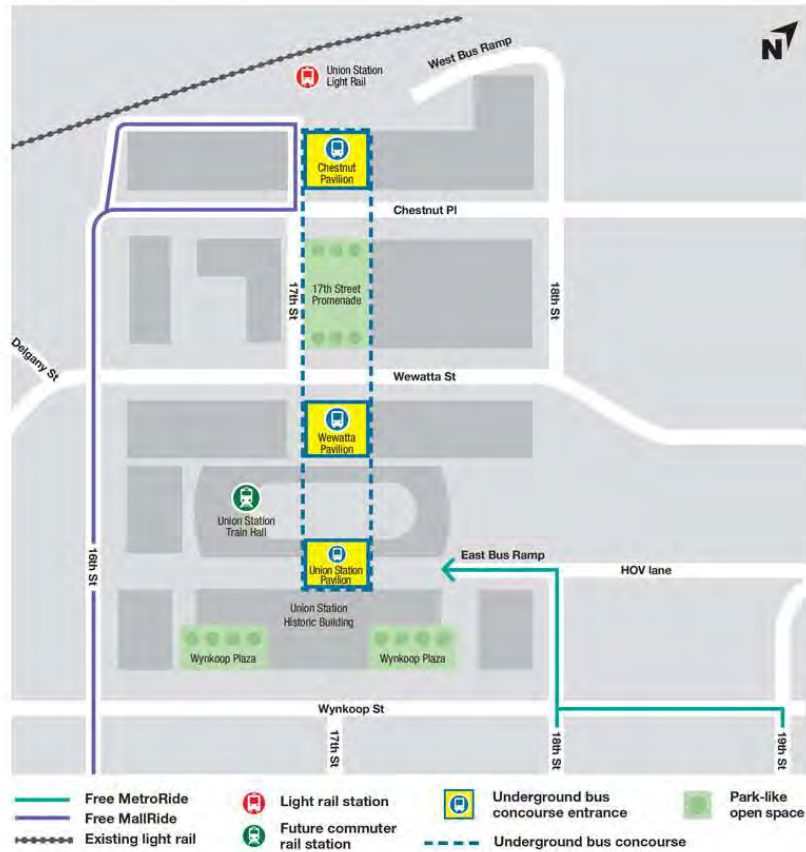 N
West Bus Ramp
Union Station
Light Rail
Chestnut
Pavilion
Chestnut Pl
17th Street
Promenade
17th St
18th St
Delgany St
Wewatta St
Wewatta
Pavilion
Union Station
Train Hall
16th St
East Bus Ramp
HOV lane
Union Station
Pavilion
Union Station
Historic Building
Wynkoop Plaza
Wynkoop Plaza
Wynkoop St
17th St
18th St
19th St
Free MetroRide
Free MallRide
Existing light rail
Light rail station
Future commuter
rail station
Underground bus
concourse entrance
Underground bus concourse
Park-like
open space